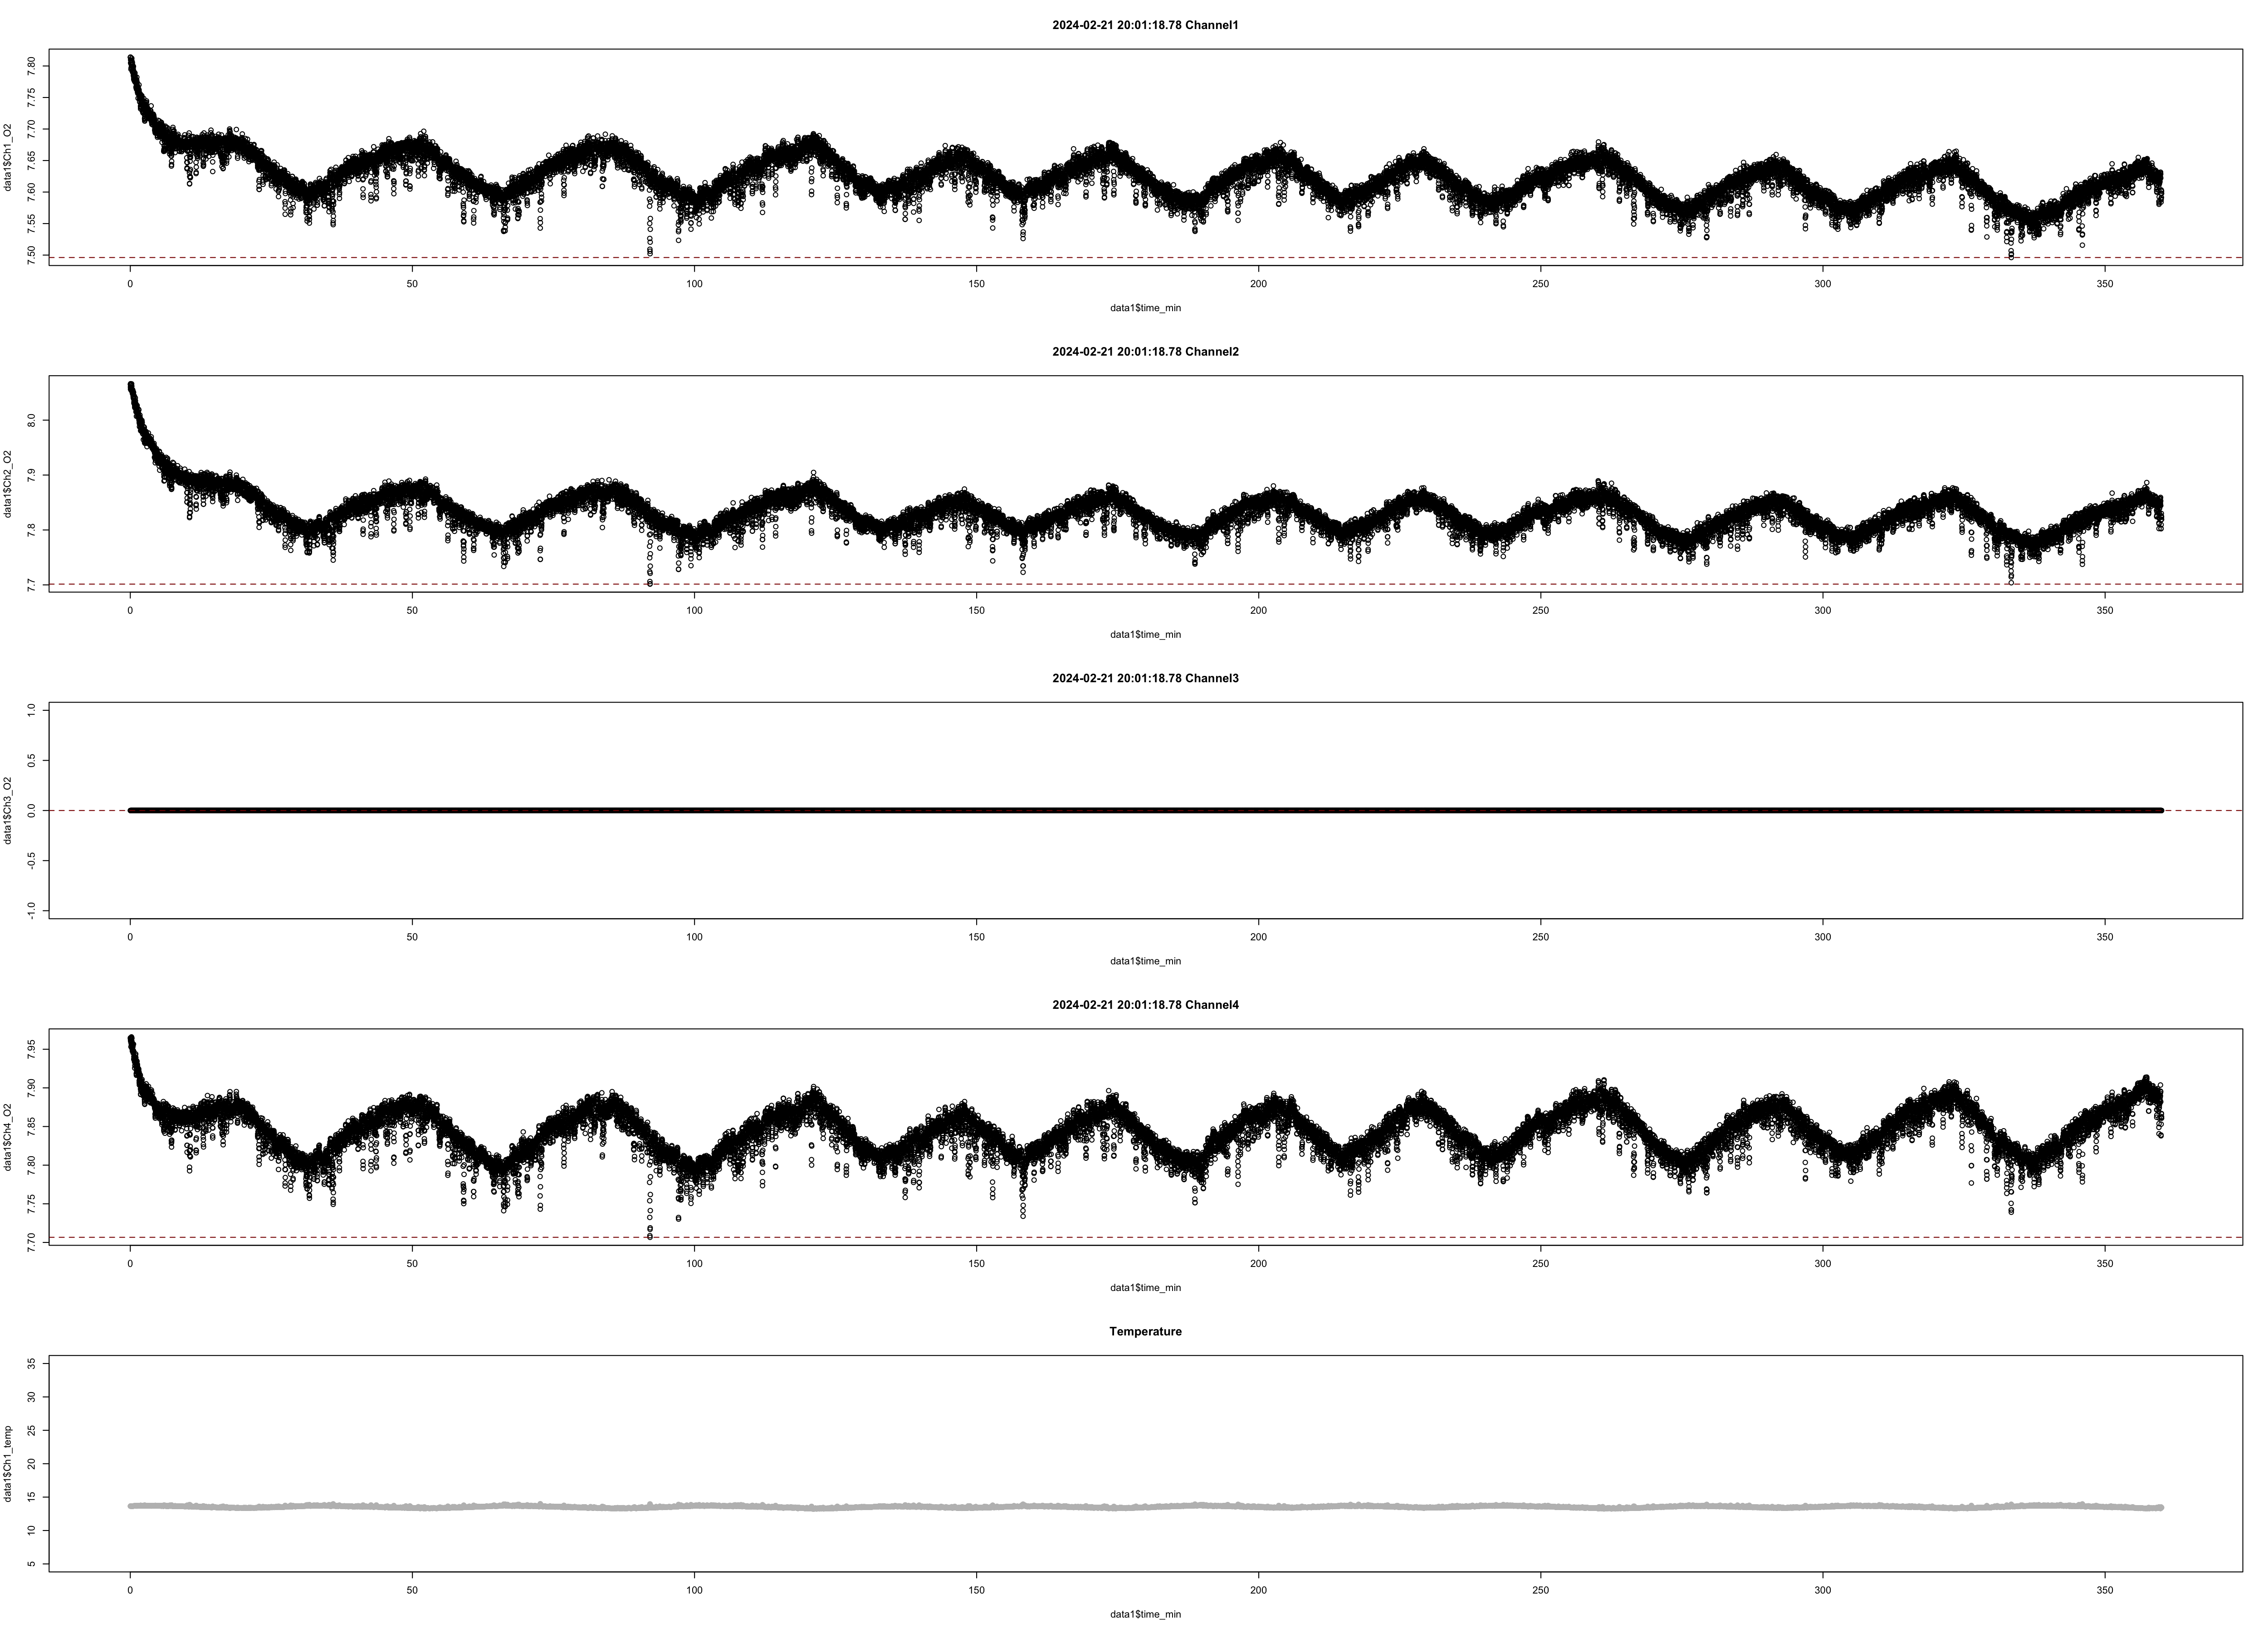 2024-02-21 20:01:18.78 Channel1
data1$Ch1_O2
7.80
7.75
7.70
7.65
7.60
7.55
7.50
0 50 100 150 200 250 300 350
data1$time_min
2024-02-21 20:01:18.78 Channel2
data1$Ch2_O2
8.0
7.9
7.8
7.7
0 50 100 150 200 250 300 350
data1$time_min
2024-02-21 20:01:18.78 Channel3
data1$Ch3_O2
1.0
0.5
0.0
-0.5
-1.0
0 50 100 150 200 250 300 350
data1$time_min
2024-02-21 20:01:18.78 Channel4
data1$Ch4_O2
7.95
7.90
7.85
7.80
7.75
7.70
0 50 100 150 200 250 300 350
data1$time_min
Temperature
data1$Ch1_temp
35
30
25
20
15
10
5
0 50 100 150 200 250 300 350
data1$time_min